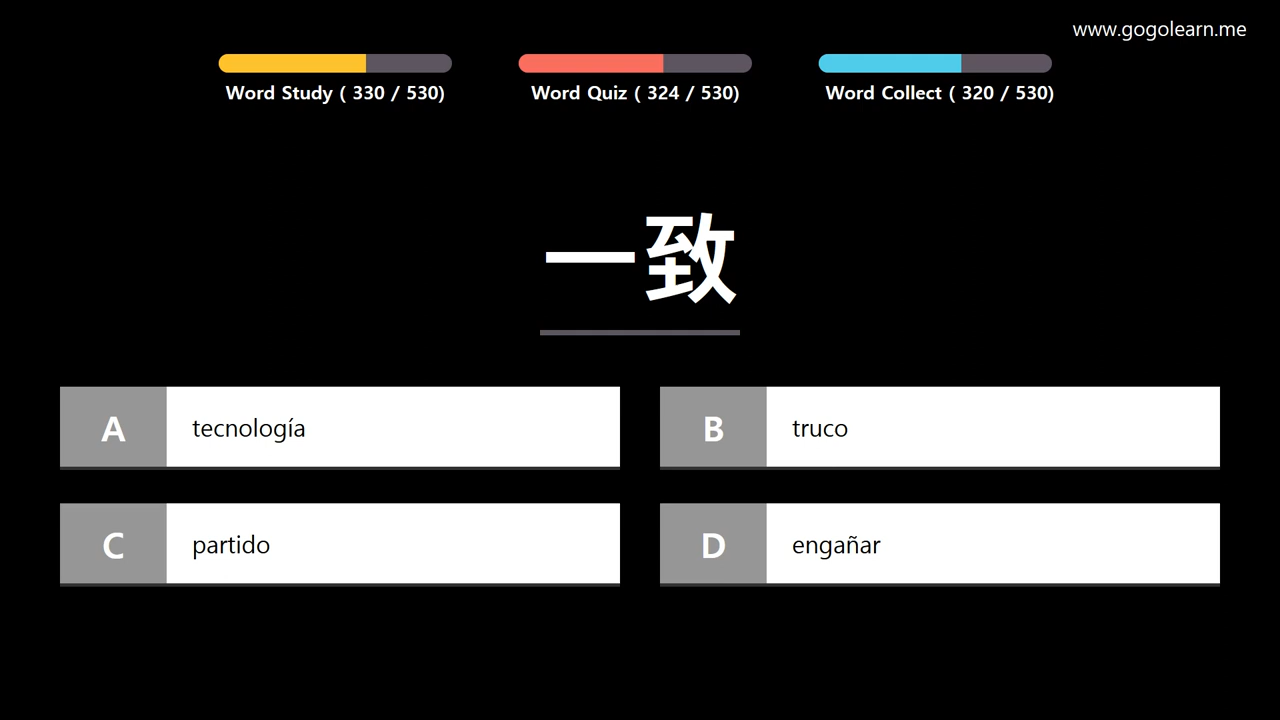 www.gogolearn.me
Word Study ( 330 / 530)
Word Quiz ( 324 / 530)
Word Collect ( 320 / 530)
一致
A tecnología
B truco
C partido
D engañar